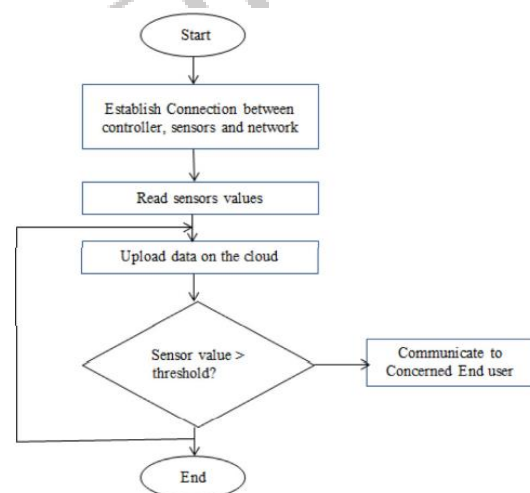 Start
Establish Connection between
controller, sensors and network
Read sensors values
Upload data on the cloud
Sensor value >
threshold?
Communicate to
Concerned End user
End